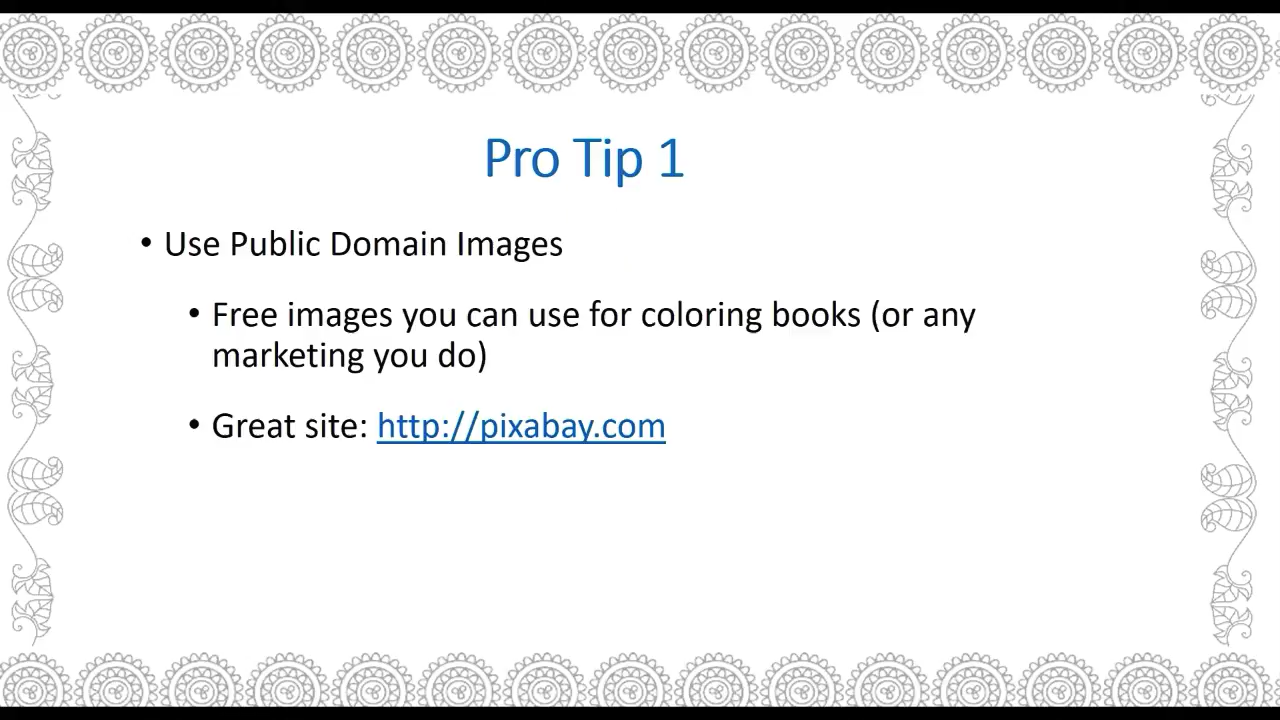 Pro Tip 1
• Use Public Domain Images
• Free images you can use for coloring books (or any
marketing you do)
• Great site: http://pixabay.com